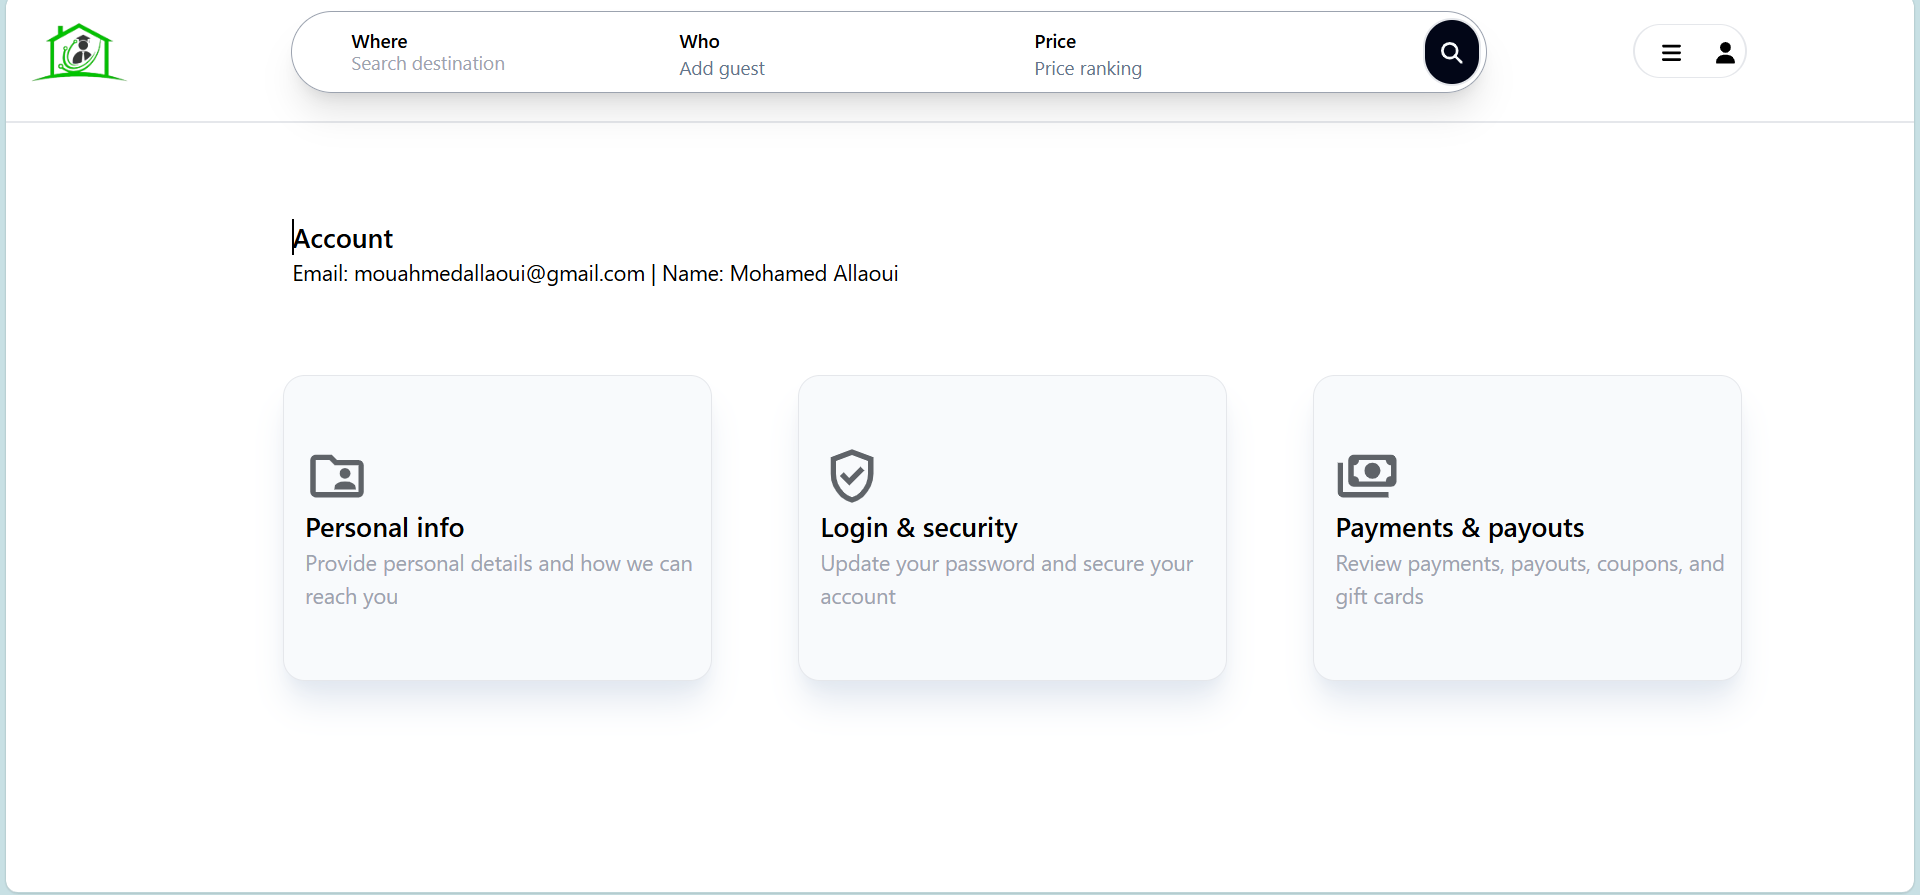 Where
Search destination
Who
Add guest
Price
Price ranking
Account
Email: mouahmedallaoui@gmail.com | Name: Mohamed Allaoui
Personal info
Provide personal details and how we can
reach you
Login & security
Update your password and secure your
account
Payments & payouts
Review payments, payouts, coupons, and
gift cards